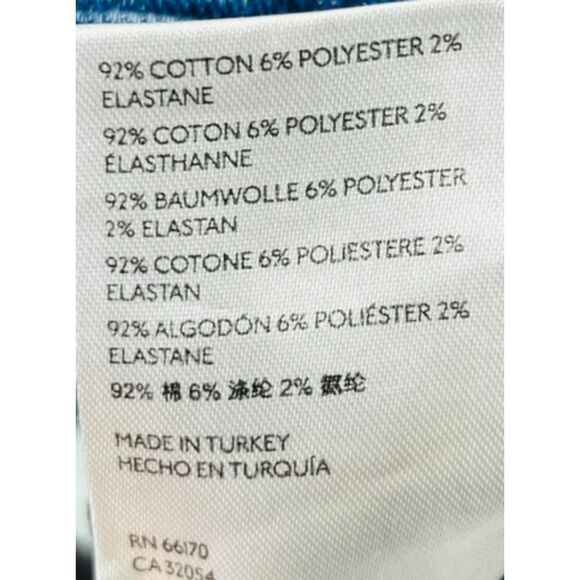 92% COTTON 6% POLYESTER 2%
ELASTANE
92% COTON 6% POLYESTER 2%
ÉLASTHANNE
92% BAUMWOLLE 6% POLYESTER
2% ELASTAN
92% COTONE 6% POLIESTERE 2%
ELASTAN
92% ALGODÓN 6% POLIÉSTER 2%
ELASTANE
92% 棉 6% 涤纶 2% 氨纶
MADE IN TURKEY
HECHO EN TURQUÍA
RN 66170
CA 32054